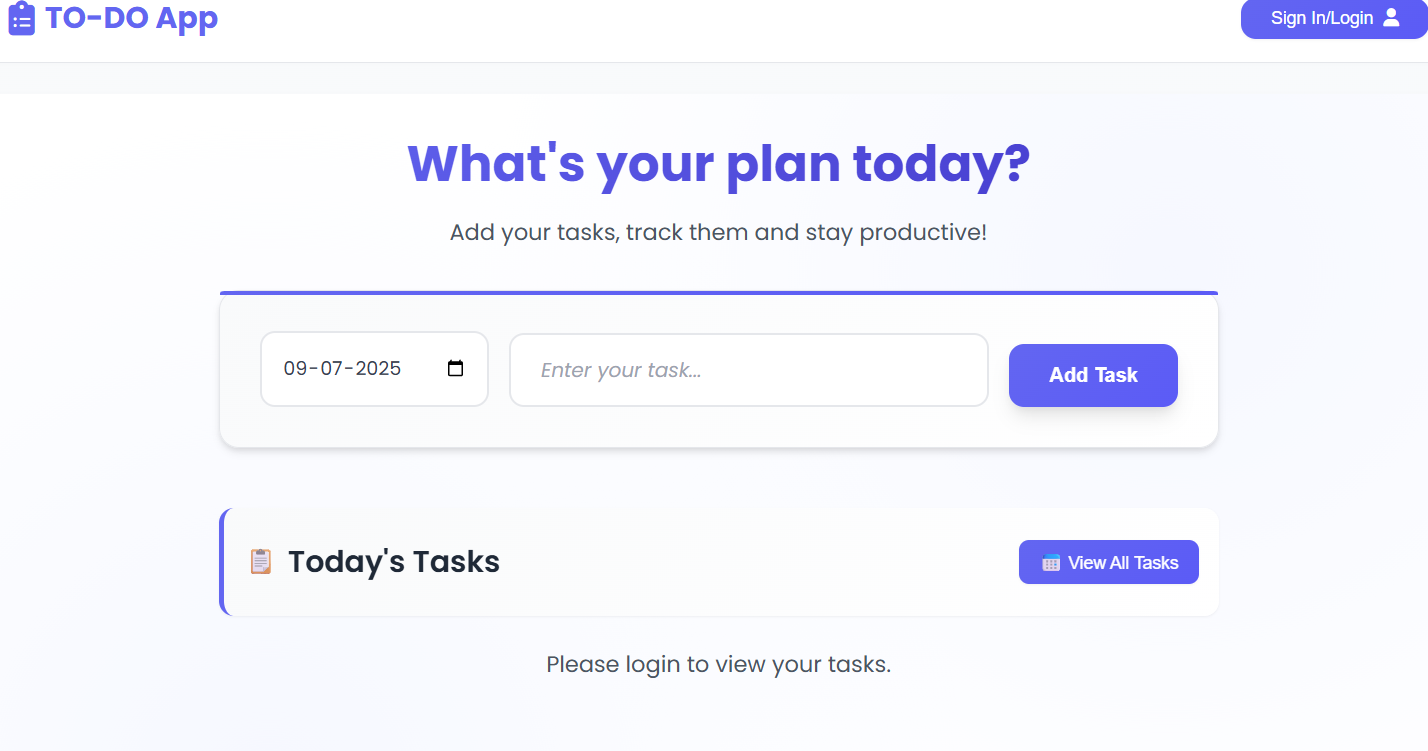 TO-DO App
Sign In/Login
What's your plan today?
Add your tasks, track them and stay productive!
09-07-2025
Enter your task...
Add Task
Today's Tasks
View All Tasks
Please login to view your tasks.